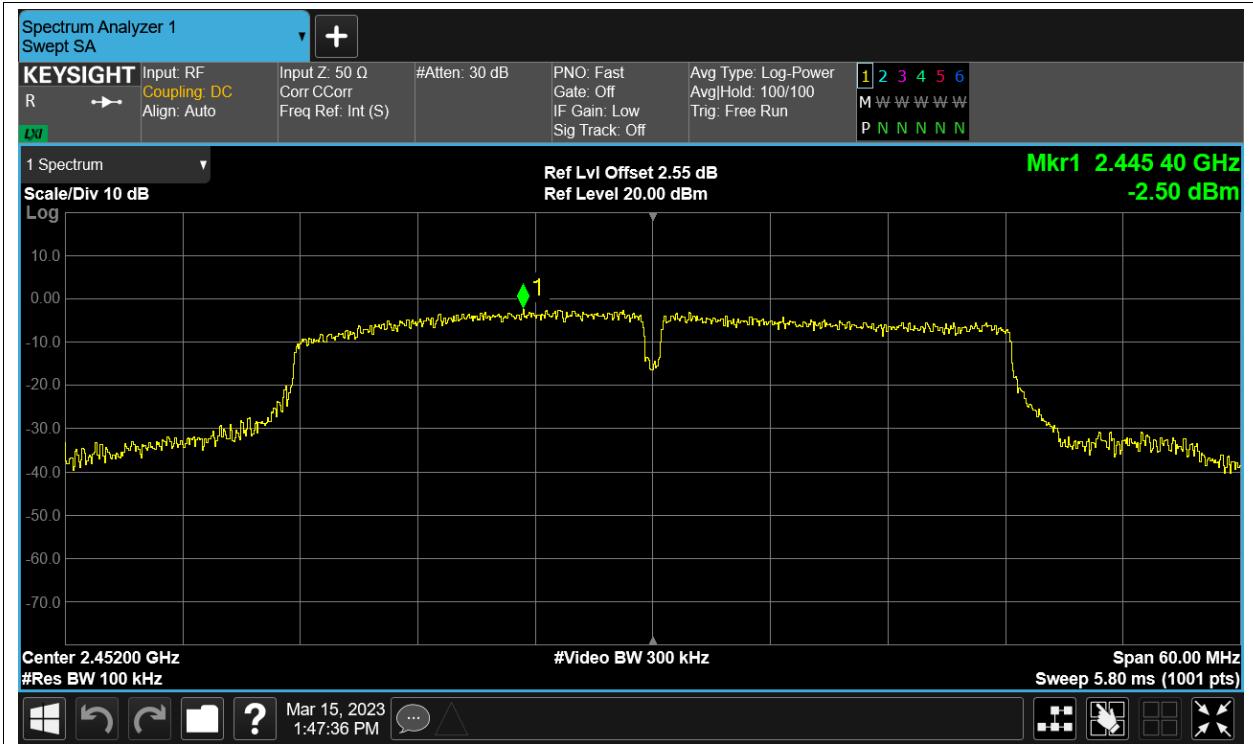 Spectrum Analyzer 1
Swept SA
+
KEYSIGHT
R
LXI
Input: RF
Coupling: DC
Align: Auto
Input Z: 50 Ω
Corr CCorr
Freq Ref: Int (S)
#Atten: 30 dB
PNO: Fast
Gate: Off
IF Gain: Low
Sig Track: Off
Avg Type: Log-Power
Avg|Hold: 100/100
Trig: Free Run
1 2 3 4 5 6
M W W W W W
P N N N N N
1 Spectrum
Scale/Div 10 dB
Log
Ref Lvl Offset 2.55 dB
Ref Level 20.00 dBm
Mkr1 2.445 40 GHz
-2.50 dBm
10.0
0.00
-10.0
-20.0
-30.0
-40.0
-50.0
-60.0
-70.0
1
Center 2.45200 GHz
#Res BW 100 kHz
#Video BW 300 kHz
Span 60.00 MHz
Sweep 5.80 ms (1001 pts)
?
Mar 15, 2023
1:47:36 PM